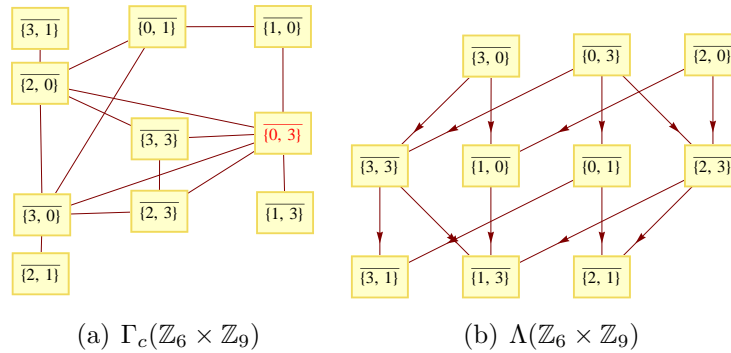 {3, 1} {0, 1} {1, 0}
{2, 0}
{3, 3} {0, 3}
{3, 0} {2, 3} {1, 3}
{2, 1}
(a) Γ_c(ℤ_6 × ℤ_9)
{3, 0} {0, 3} {2, 0}
{3, 3} {1, 0} {0, 1} {2, 3}
{3, 1} {1, 3} {2, 1}
(b) Λ(ℤ_6 × ℤ_9)